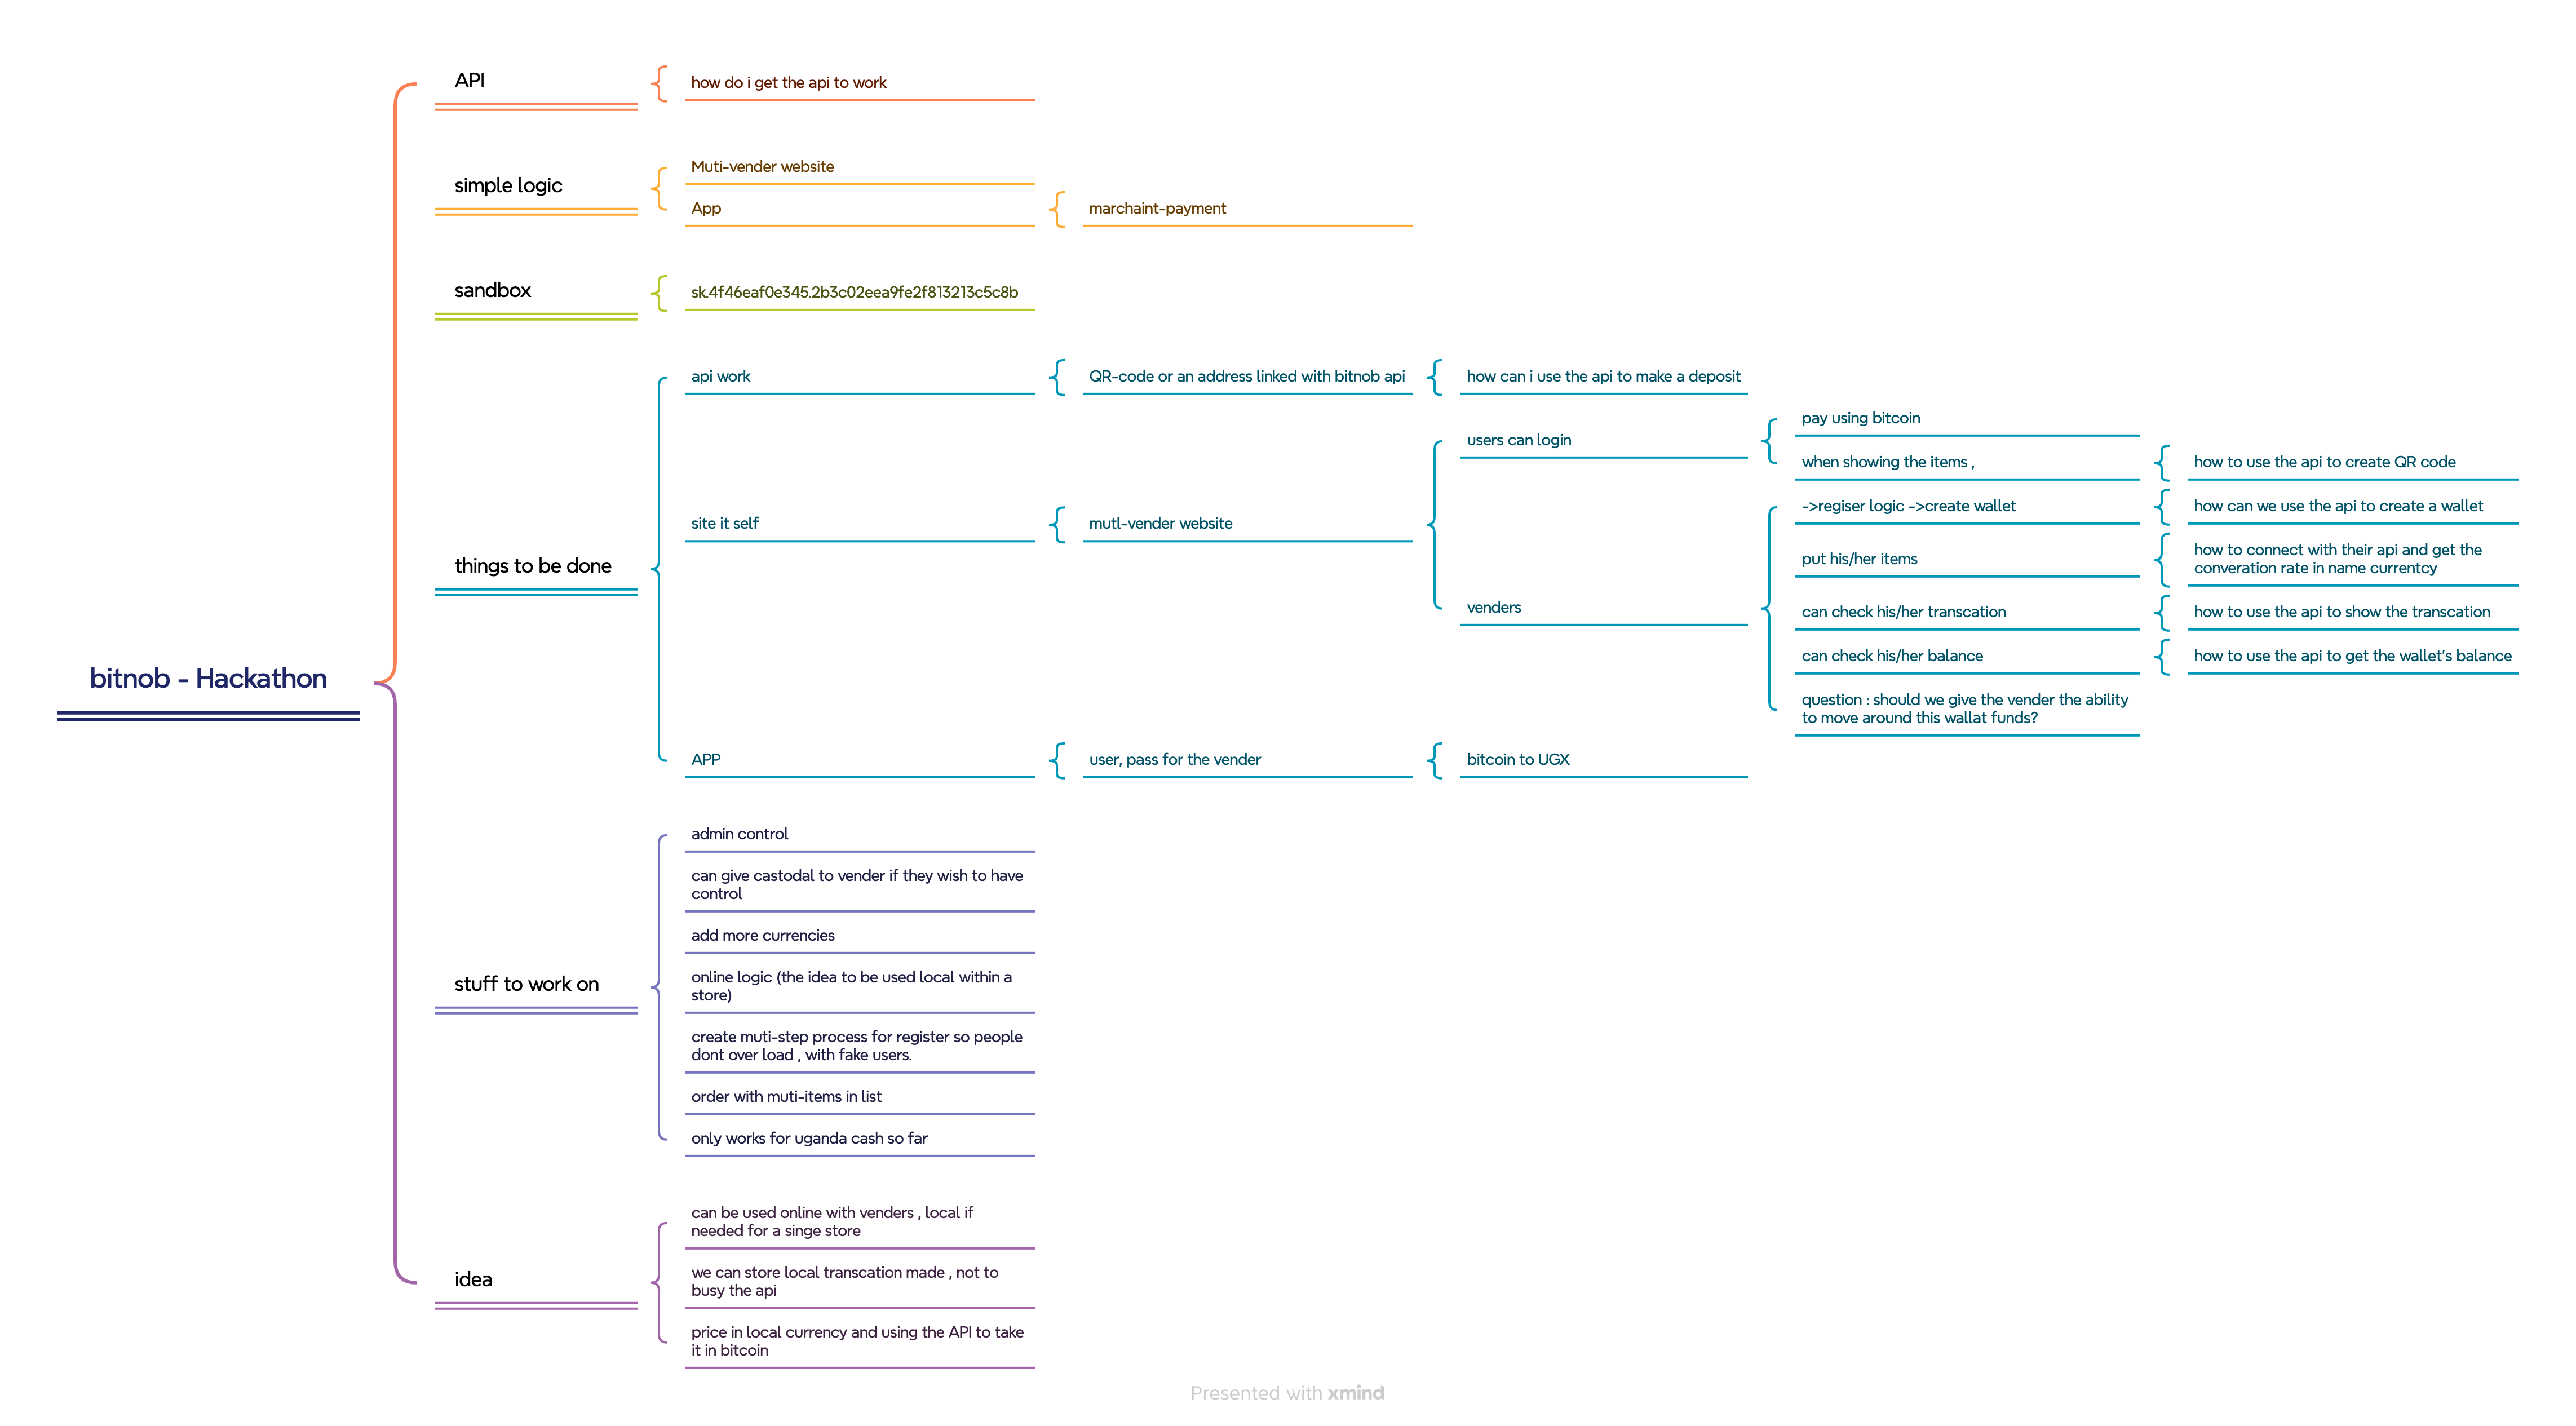 API
how do i get the api to work
simple logic
Muti-vender website
App
marchaint-payment
sandbox
sk.4f46eaf0e345.2b3c02eea9fe2f813213c5c8b
things to be done
api work
QR-code or an address linked with bitnob api
how can i use the api to make a deposit
site it self
mutl-vender website
users can login
pay using bitcoin
when showing the items ,
how to use the api to create QR code
venders
->regiser logic ->create wallet
how can we use the api to create a wallet
put his/her items
how to connect with their api and get the
converation rate in name currentcy
can check his/her transcation
how to use the api to show the transcation
can check his/her balance
how to use the api to get the wallet's balance
question : should we give the vender the ability
to move around this wallat funds?
APP
user, pass for the vender
bitcoin to UGX
bitnob - Hackathon
stuff to work on
admin control
can give castodal to vender if they wish to have
control
add more currencies
online logic (the idea to be used local within a
store)
create muti-step process for register so people
dont over load , with fake users.
order with muti-items in list
only works for uganda cash so far
idea
can be used online with venders , local if
needed for a singe store
we can store local transcation made , not to
busy the api
price in local currency and using the API to take
it in bitcoin
Presented with xmind